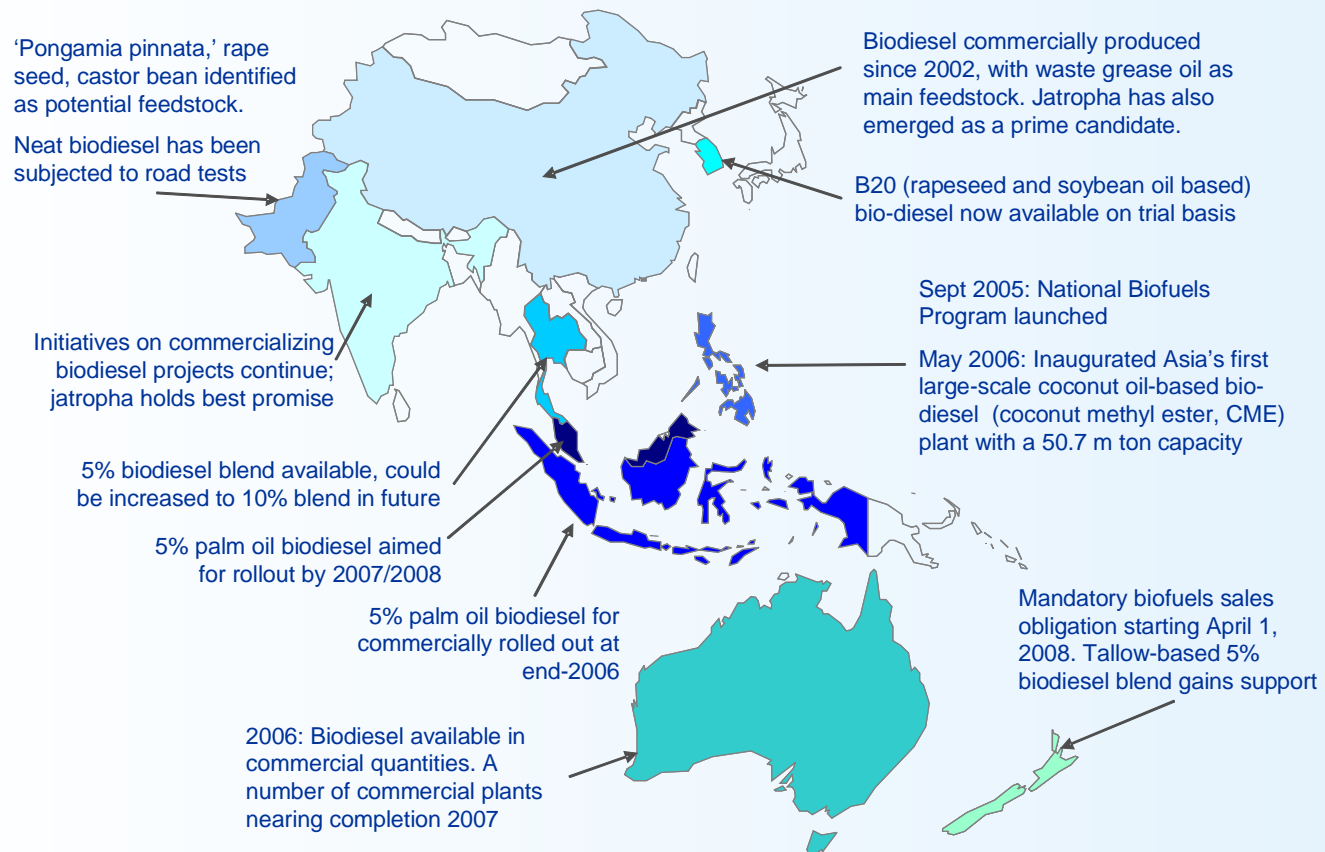 ‘Pongamia pinnata,’ rape
seed, castor bean identified
as potential feedstock.
Neat biodiesel has been
subjected to road tests
Biodiesel commercially produced
since 2002, with waste grease oil as
main feedstock. Jatropha has also
emerged as a prime candidate.
B20 (rapeseed and soybean oil based)
bio-diesel now available on trial basis
Sept 2005: National Biofuels
Program launched
May 2006: Inaugurated Asia’s first
large-scale coconut oil-based bio-
diesel (coconut methyl ester, CME)
plant with a 50.7 m ton capacity
Initiatives on commercializing
biodiesel projects continue;
jatropha holds best promise
5% biodiesel blend available, could
be increased to 10% blend in future
5% palm oil biodiesel aimed
for rollout by 2007/2008
5% palm oil biodiesel for
commercially rolled out at
end-2006
Mandatory biofuels sales
obligation starting April 1,
2008. Tallow-based 5%
biodiesel blend gains support
2006: Biodiesel available in
commercial quantities. A
number of commercial plants
nearing completion 2007